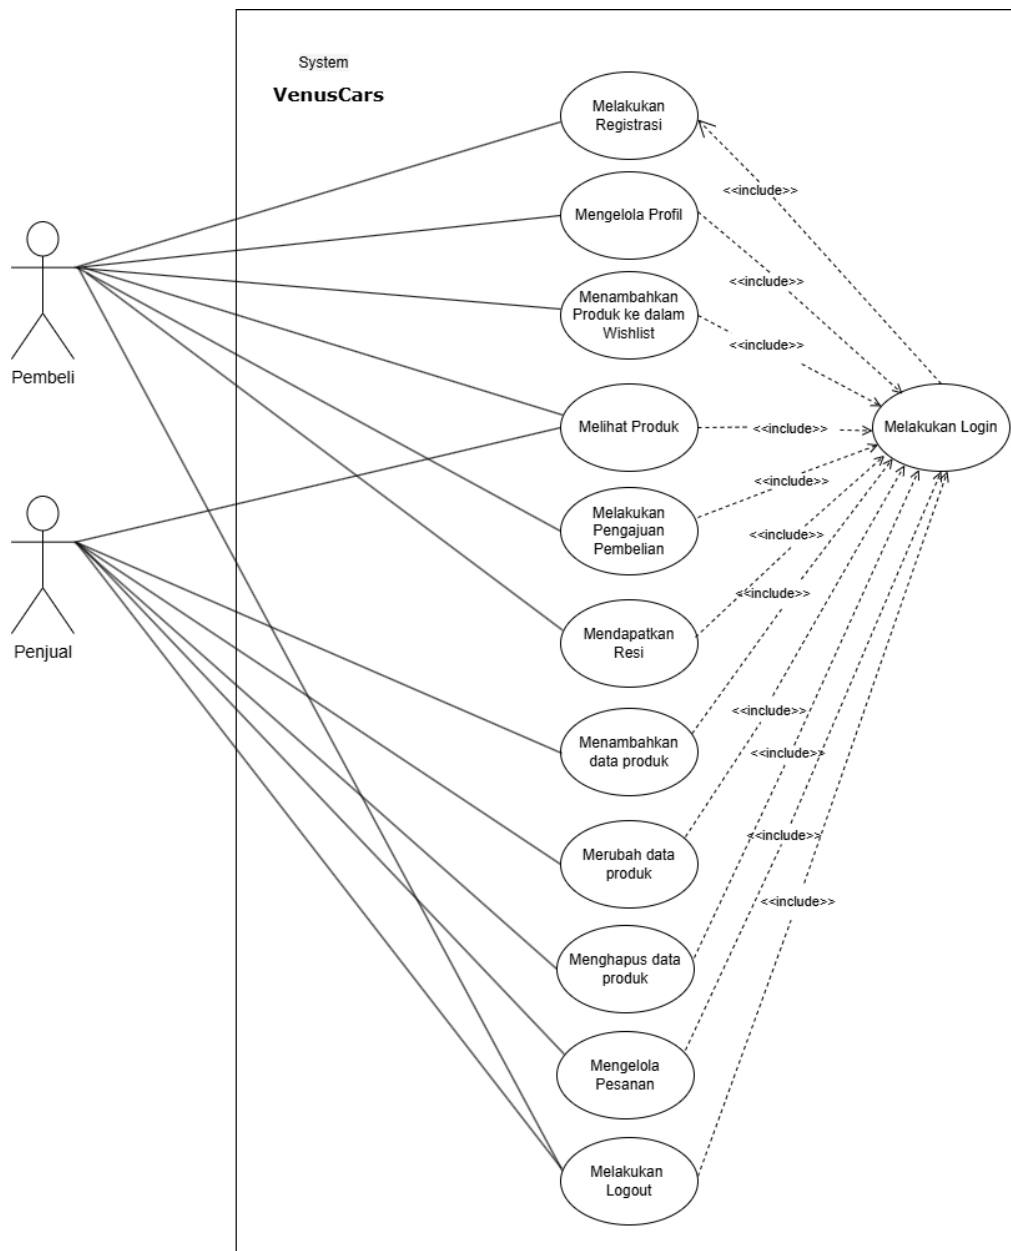 System
VenusCars
Melakukan
Registrasi
<<include>>
Mengelola Profil
<<include>>
Menambahkan
Produk ke dalam
Wishlist
<<include>>
Pembeli
Melihat Produk
<<include>>
Melakukan Login
Melakukan
Pengajuan
Pembelian
<<include>>
<<include>>
Mendapatkan
Resi
<<include>>
Penjual
Menambahkan
data produk
<<include>>
<<include>>
Merubah data
produk
<<include>>
Menghapus data
produk
<<include>>
Mengelola
Pesanan
Melakukan
Logout